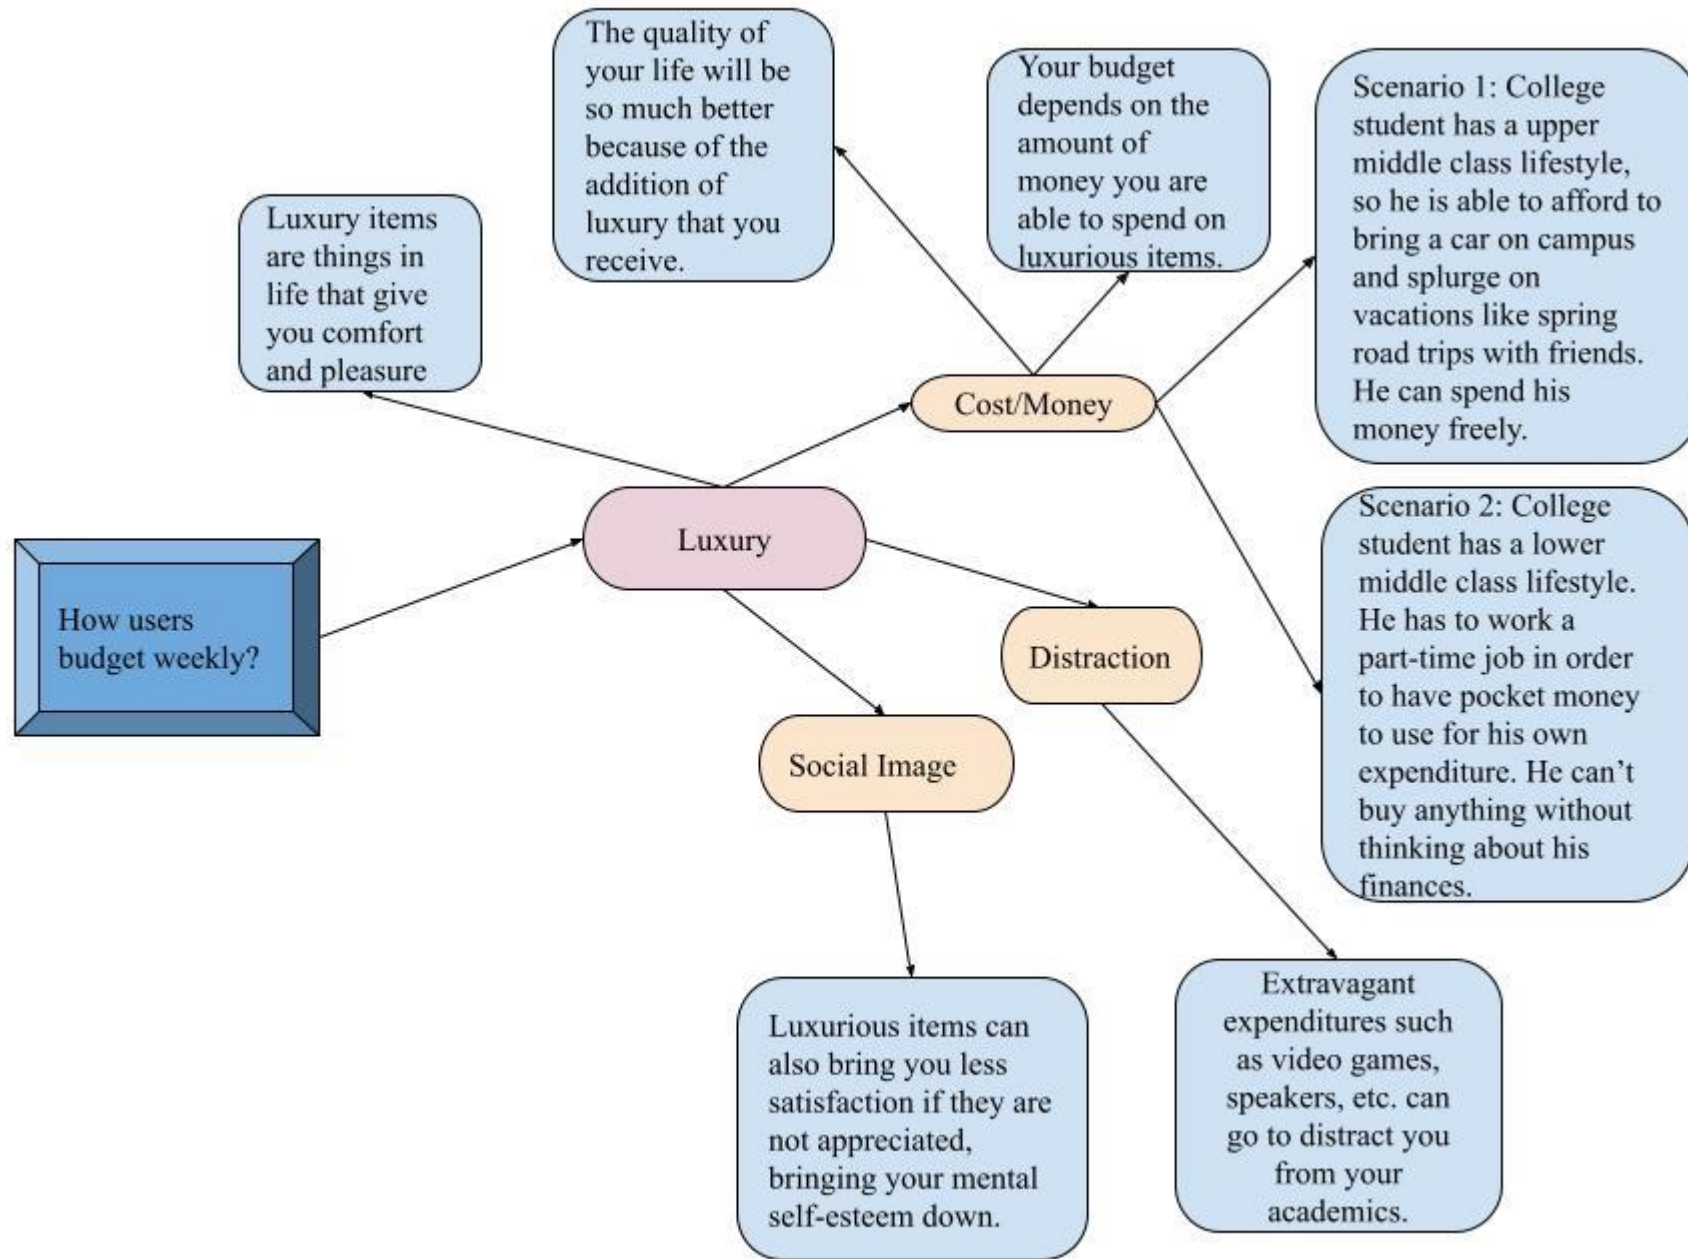 The quality of
your life will be
so much better
because of the
addition of
luxury that you
receive.
Your budget
depends on the
amount of
money you are
able to spend on
luxurious items.
Scenario 1: College
student has a upper
middle class lifestyle,
so he is able to afford to
bring a car on campus
and splurge on
vacations like spring
road trips with friends.
He can spend his
money freely.
Luxury items
are things in
life that give
you comfort
and pleasure
Cost/Money
Luxury
How users
budget weekly?
Distraction
Social Image
Scenario 2: College
student has a lower
middle class lifestyle.
He has to work a
part-time job in order
to have pocket money
to use for his own
expenditure. He can’t
buy anything without
thinking about his
finances.
Luxurious items can
also bring you less
satisfaction if they are
not appreciated,
bringing your mental
self-esteem down.
Extravagant
expenditures such
as video games,
speakers, etc. can
go to distract you
from your
academics.